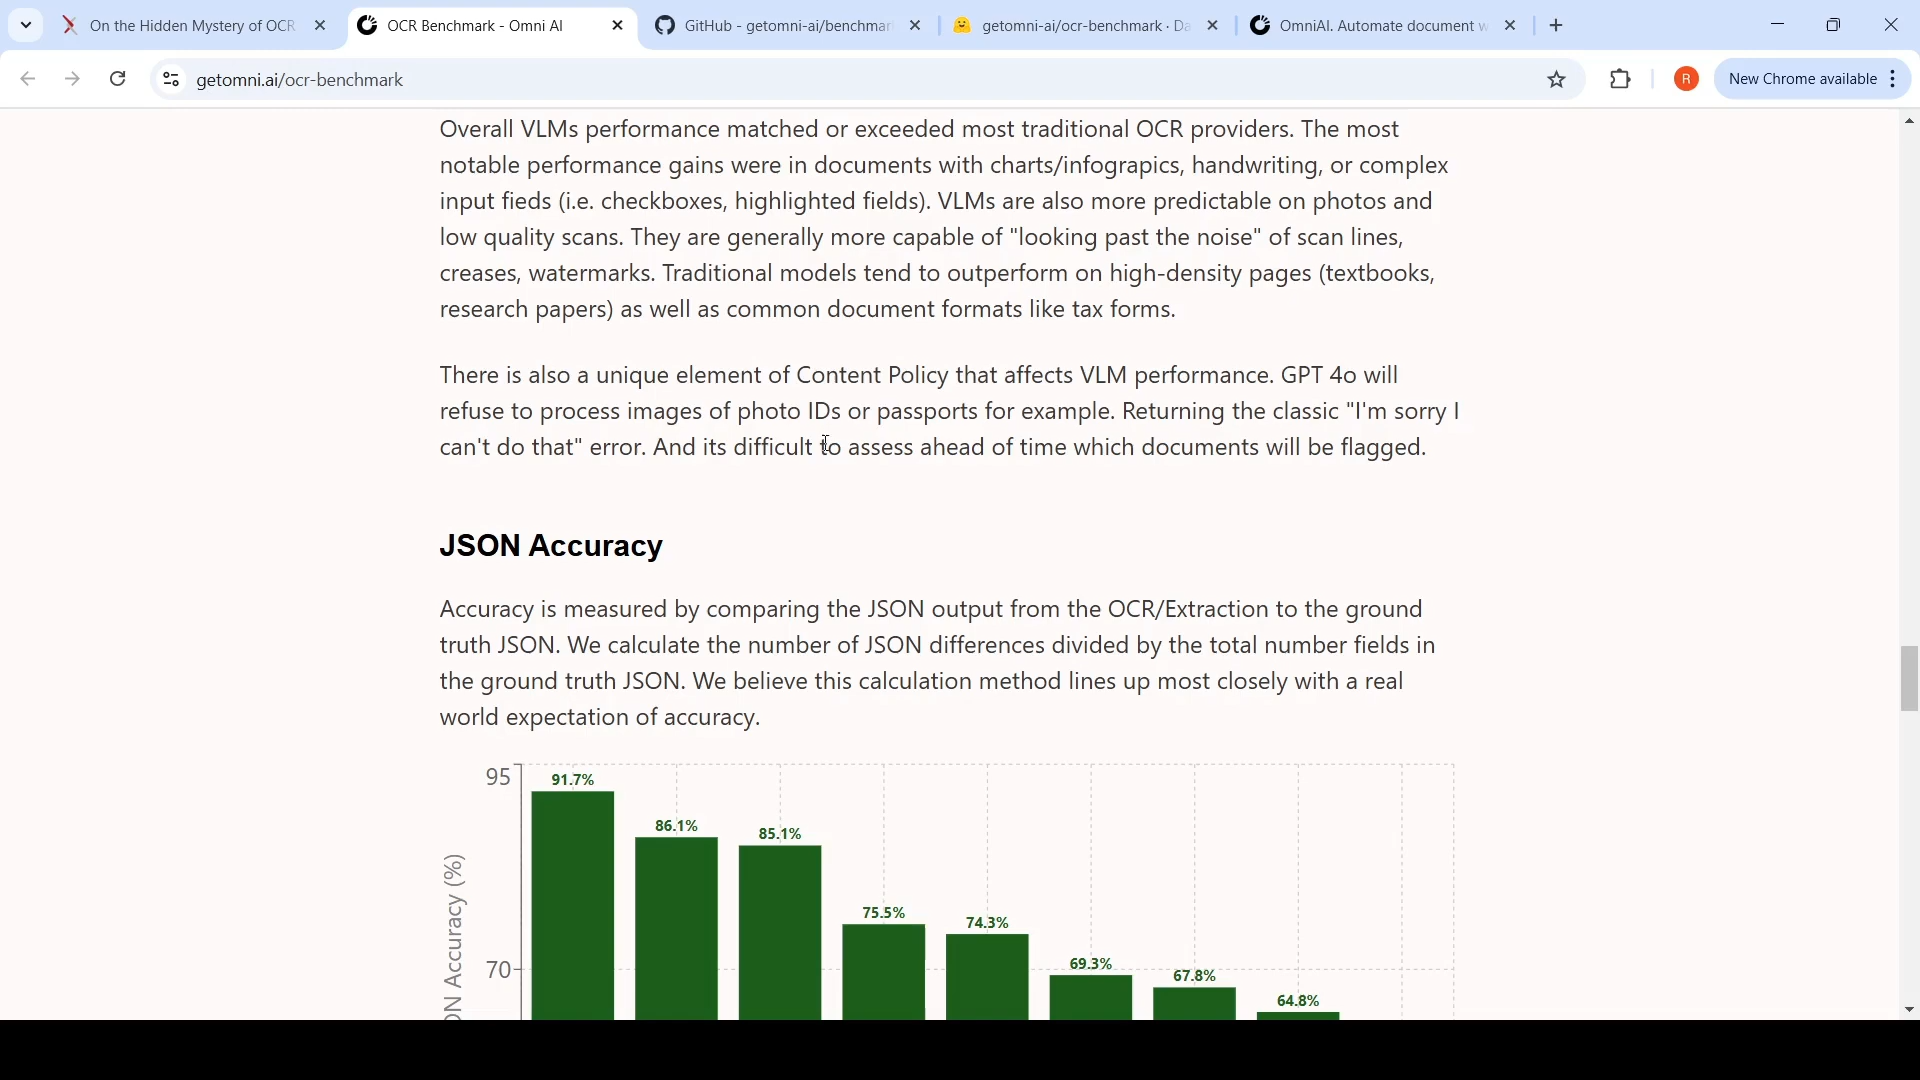 On the Hidden Mystery of OCR
OCR Benchmark - Omni AI
GitHub - getomni-ai/benchmar
getomni-ai/ocr-benchmark · Da
OmniAI. Automate document w
getomni.ai/ocr-benchmark
R
New Chrome available
Overall VLMs performance matched or exceeded most traditional OCR providers. The most
notable performance gains were in documents with charts/infograpics, handwriting, or complex
input fieds (i.e. checkboxes, highlighted fields). VLMs are also more predictable on photos and
low quality scans. They are generally more capable of "looking past the noise" of scan lines,
creases, watermarks. Traditional models tend to outperform on high-density pages (textbooks,
research papers) as well as common document formats like tax forms.
There is also a unique element of Content Policy that affects VLM performance. GPT 4o will
refuse to process images of photo IDs or passports for example. Returning the classic "I'm sorry I
can't do that" error. And its difficult to assess ahead of time which documents will be flagged.
JSON Accuracy
Accuracy is measured by comparing the JSON output from the OCR/Extraction to the ground
truth JSON. We calculate the number of JSON differences divided by the total number fields in
the ground truth JSON. We believe this calculation method lines up most closely with a real
world expectation of accuracy.
95
91.7%
86.1%
85.1%
75.5%
74.3%
70
69.3%
67.8%
64.8%
ON Accuracy (%)